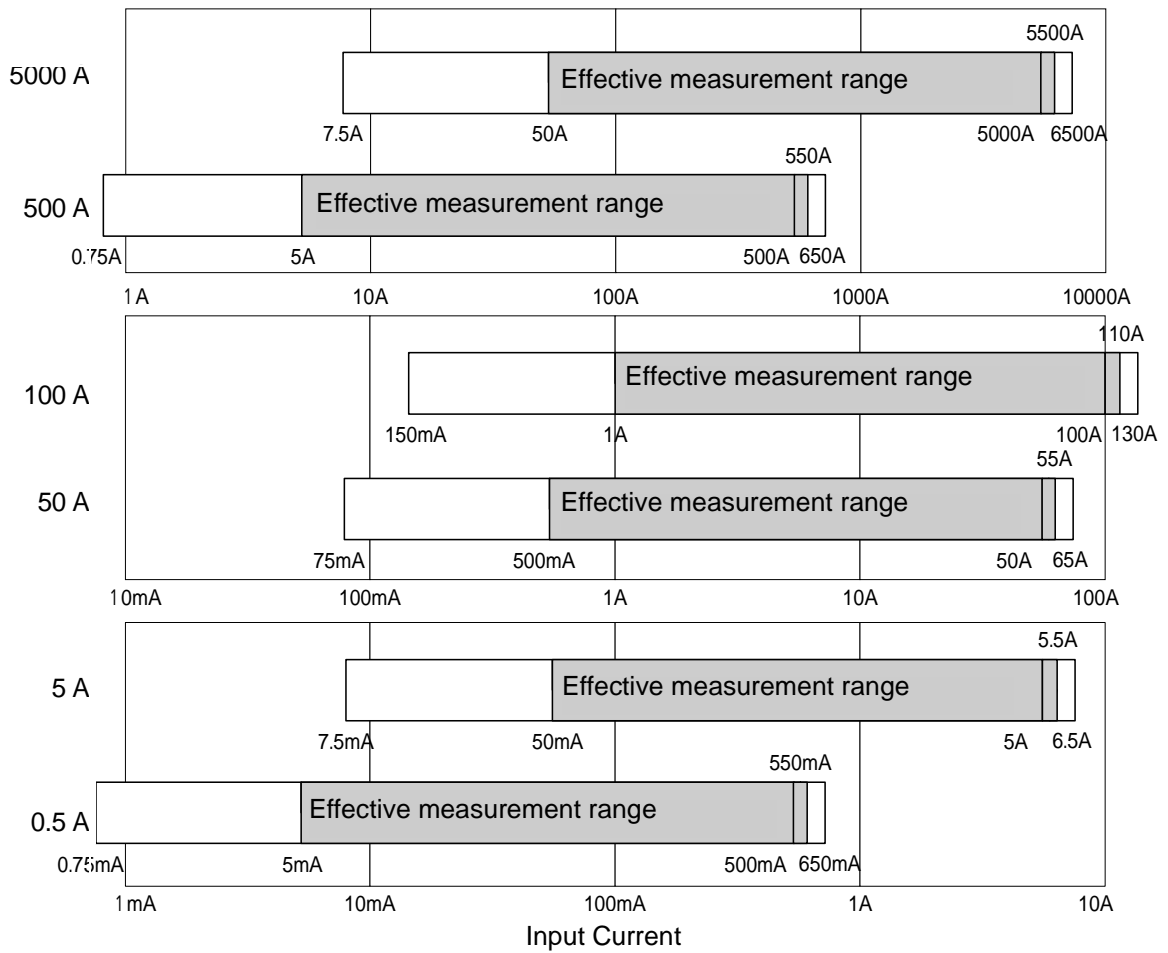 5500A
5000 A
Effective measurement range
7.5A 50A 5000A 6500A
550A
500 A
Effective measurement range
0.75A 5A 500A 650A
1A 10A 100A 1000A 10000A
110A
100 A
Effective measurement range
150mA 1A 100A 130A
55A
50 A
Effective measurement range
75mA 500mA 50A 65A
10mA 100mA 1A 10A 100A
5.5A
5 A
Effective measurement range
7.5mA 50mA 5A 6.5A
550mA
0.5 A
Effective measurement range
0.75mA 5mA 500mA 650mA
1mA 10mA 100mA 1A 10A
Input Current